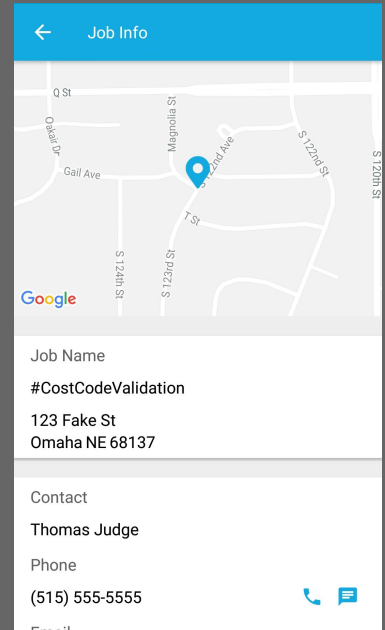 Job Info
Q St
Oakair Dr
Magnolia St
S 122nd Ave
S 122nd St
S 120th St
Gail Ave
T St
S 124th St
S 123rd St
Google
Job Name
#CostCodeValidation
123 Fake St
Omaha NE 68137
Contact
Thomas Judge
Phone
(515) 555-5555